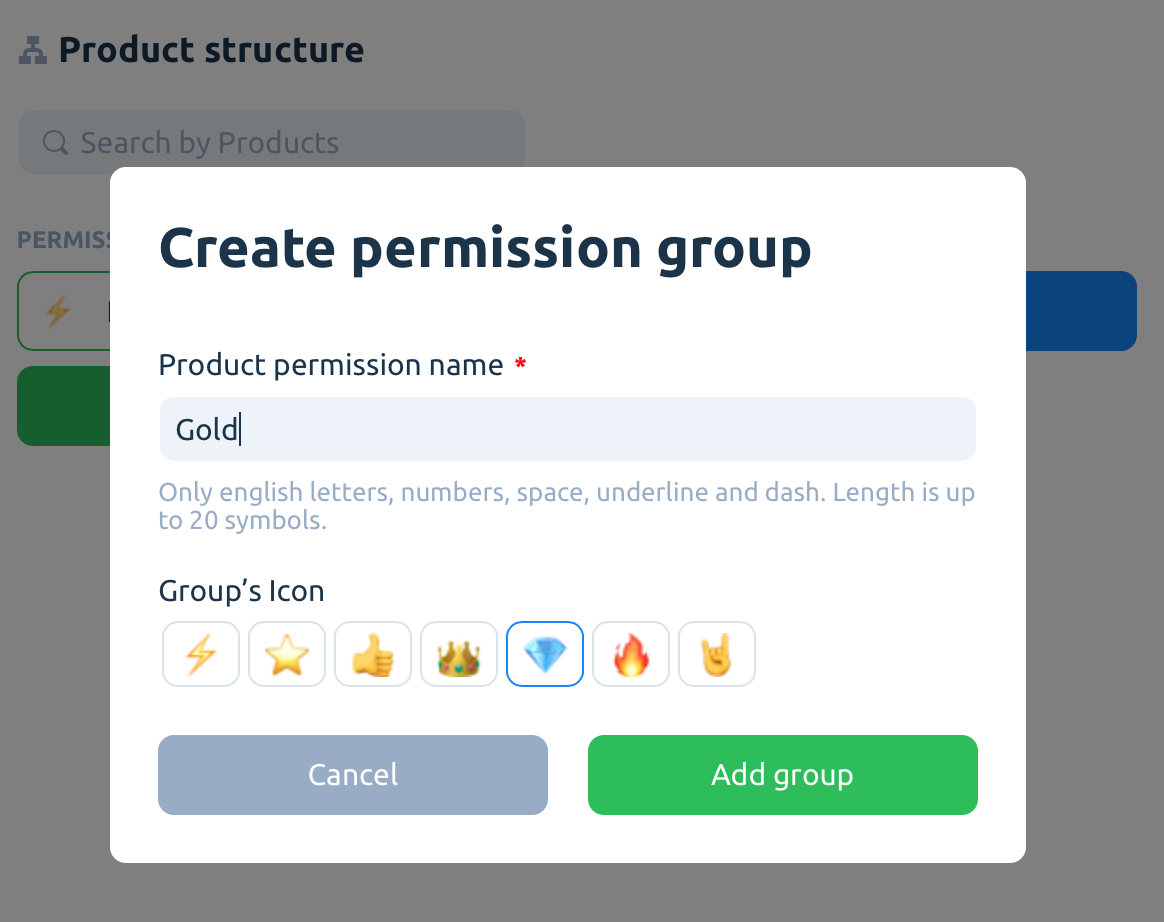 Product structure
Search by Products
Create permission group
Product permission name *
Gold
Only english letters, numbers, space, underline and dash. Length is up
to 20 symbols.
Group’s Icon
Cancel
Add group